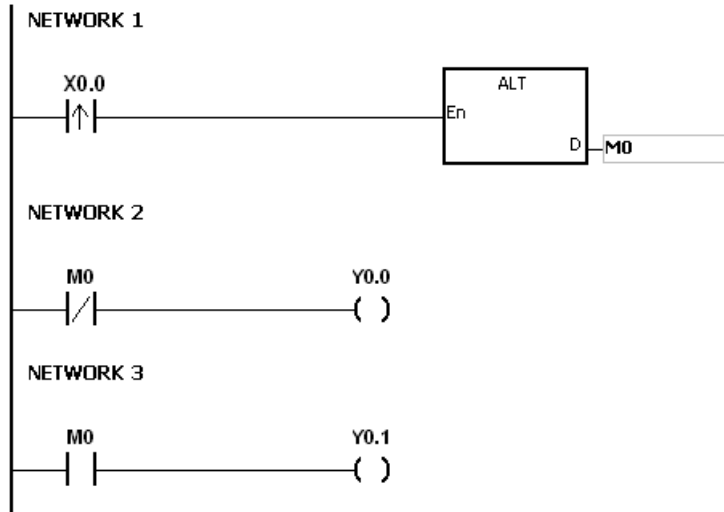 NETWORK 1
X0.0
ALT
En
D
M0
NETWORK 2
M0 Y0.0
NETWORK 3
M0 Y0.1